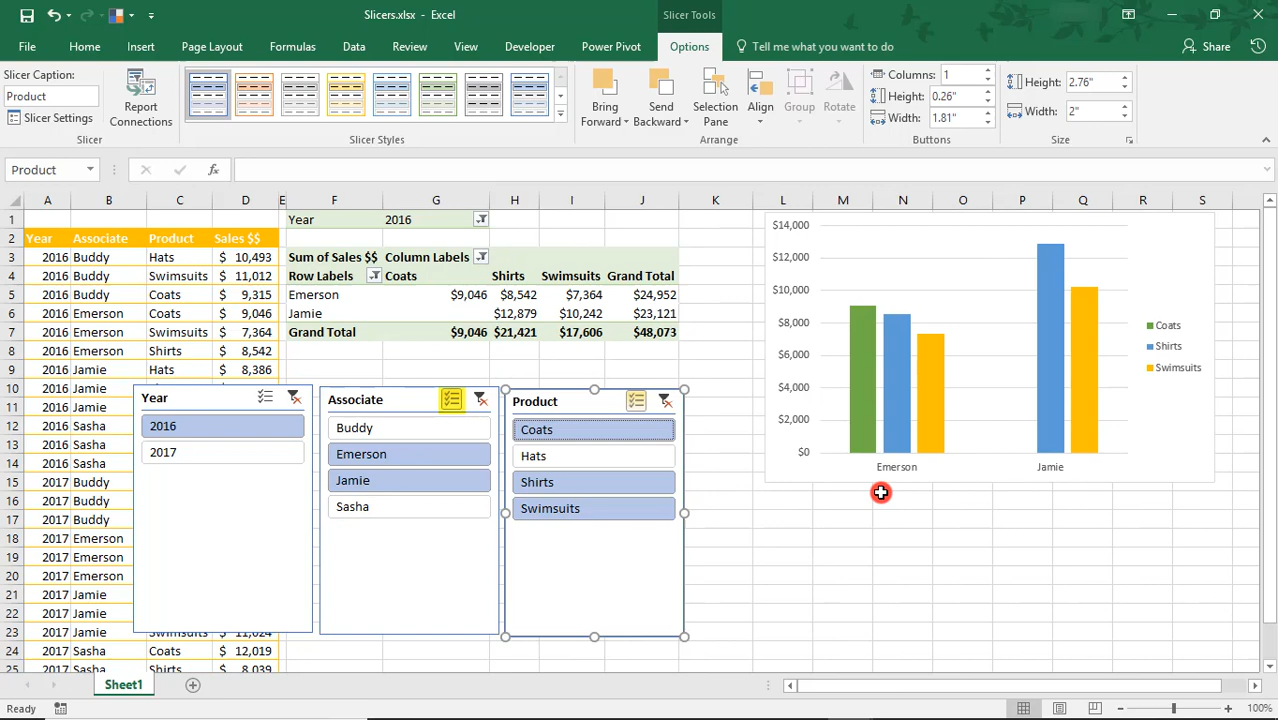 Slicers.xlsx - Excel
Slicer Tools
File Home Insert Page Layout Formulas Data Review View Developer Power Pivot Options Tell me what you want to do Share
Slicer Caption:
Product
Slicer Settings
Report
Connections
Bring
Forward
Send
Backward
Selection
Pane
Align
Group
Rotate
Columns: 1
Height: 0.26"
Width: 1.81"
Height: 2.76"
Width: 2"
Slicer Slicer Styles Arrange Buttons Size
Product fx
A B C D E F G H I J K L M N O P Q R S
1 Year 2016
2 Year Associate Product Sales $$
3 2016 Buddy Hats $ 10,493 Sum of Sales $$ Column Labels
4 2016 Buddy Swimsuits $ 11,012 Row Labels Coats Shirts Swimsuits Grand Total
5 2016 Buddy Coats $ 9,315 Emerson $9,046 $8,542 $7,364 $24,952
6 2016 Emerson Coats $ 9,046 Jamie $12,879 $10,242 $23,121
7 2016 Emerson Swimsuits $ 7,364 Grand Total $9,046 $21,421 $17,606 $48,073
8 2016 Emerson Shirts $ 8,542
9 2016 Jamie Hats $ 8,386
10 2016 Jamie
11 2016 Jamie
12 2016 Sasha
13 2016 Sasha
14 2016 Sasha
15 2017 Buddy
16 2017 Buddy
17 2017 Buddy
18 2017 Emerson
19 2017 Emerson
20 2017 Emerson
21 2017 Jamie
22 2017 Jamie
23 2017 Jamie Swimsuits $ 11,024
24 2017 Sasha Coats $ 12,019
25 2017 Sasha Shirts $ 8,039
Year
2016
2017
Associate
Buddy
Emerson
Jamie
Sasha
Product
Coats
Hats
Shirts
Swimsuits
$14,000
$12,000
$10,000
$8,000
$6,000
$4,000
$2,000
$0
Emerson Jamie
Coats
Shirts
Swimsuits
Sheet1
Ready
100%